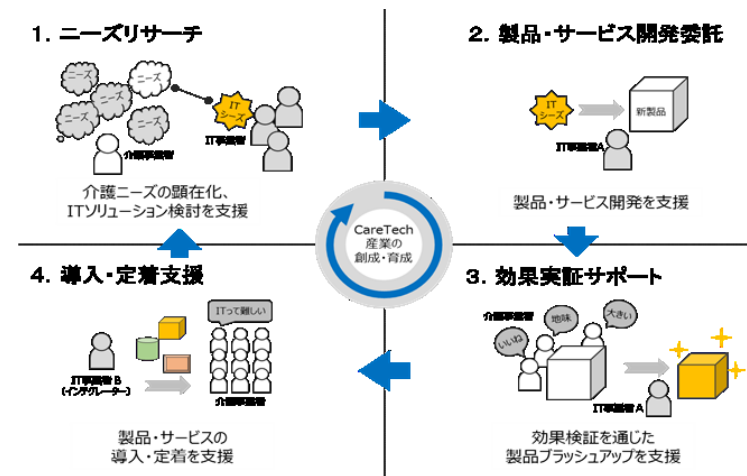 1. ニーズリサーチ
ニーズ
ニーズ
ニーズ
ニーズ
ニーズ
IT
シーズ
IT事業者
介護事業者
介護ニーズの顕在化、
ITソリューション検討を支援
2. 製品・サービス開発委託
IT
シーズ
新製品
IT事業者A
製品・サービス開発を支援
CareTech
産業の
創成・育成
4. 導入・定着支援
ITって難しい
IT事業者B
(インテグレーター)
介護事業者
製品・サービスの
導入・定着を支援
3. 効果実証サポート
介護事業者
いいね
地味
大きい
IT事業者A
効果検証を通じた
製品ブラッシュアップを支援